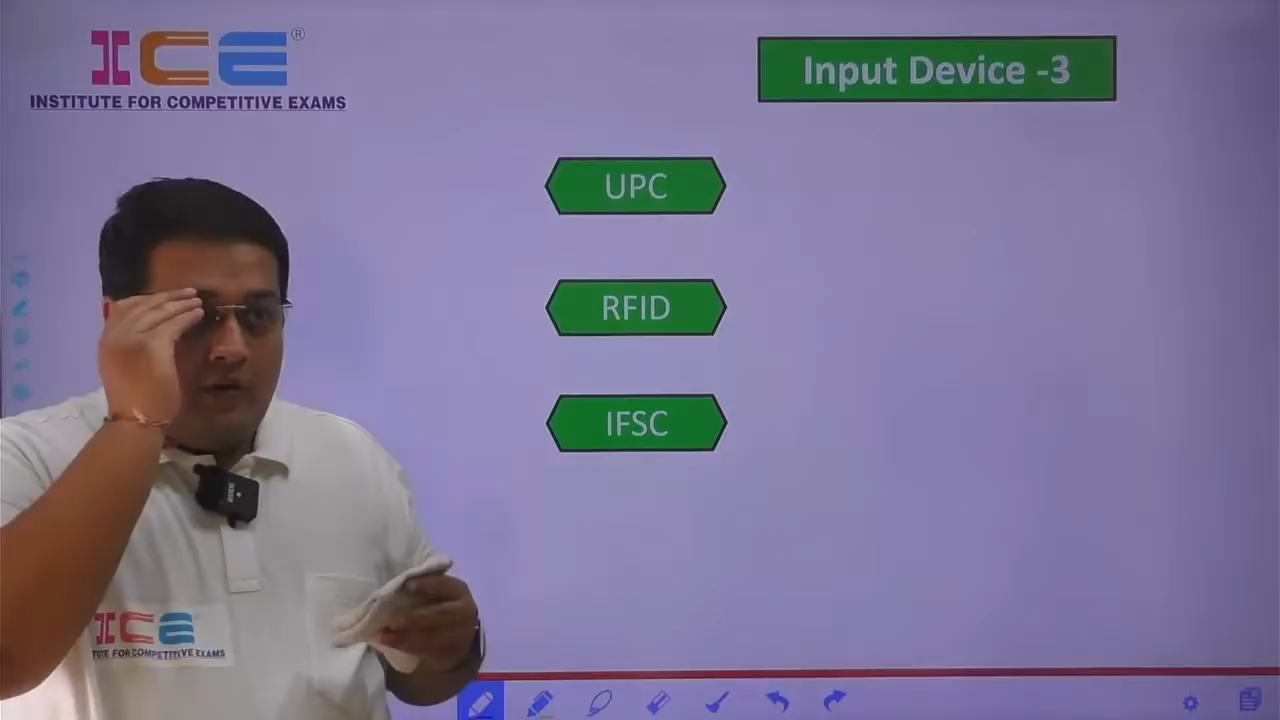 ICE®
INSTITUTE FOR COMPETITIVE EXAMS
Input Device -3
UPC
RFID
IFSC
ICE
TUTE FOR COMPETITIVE EXAMS